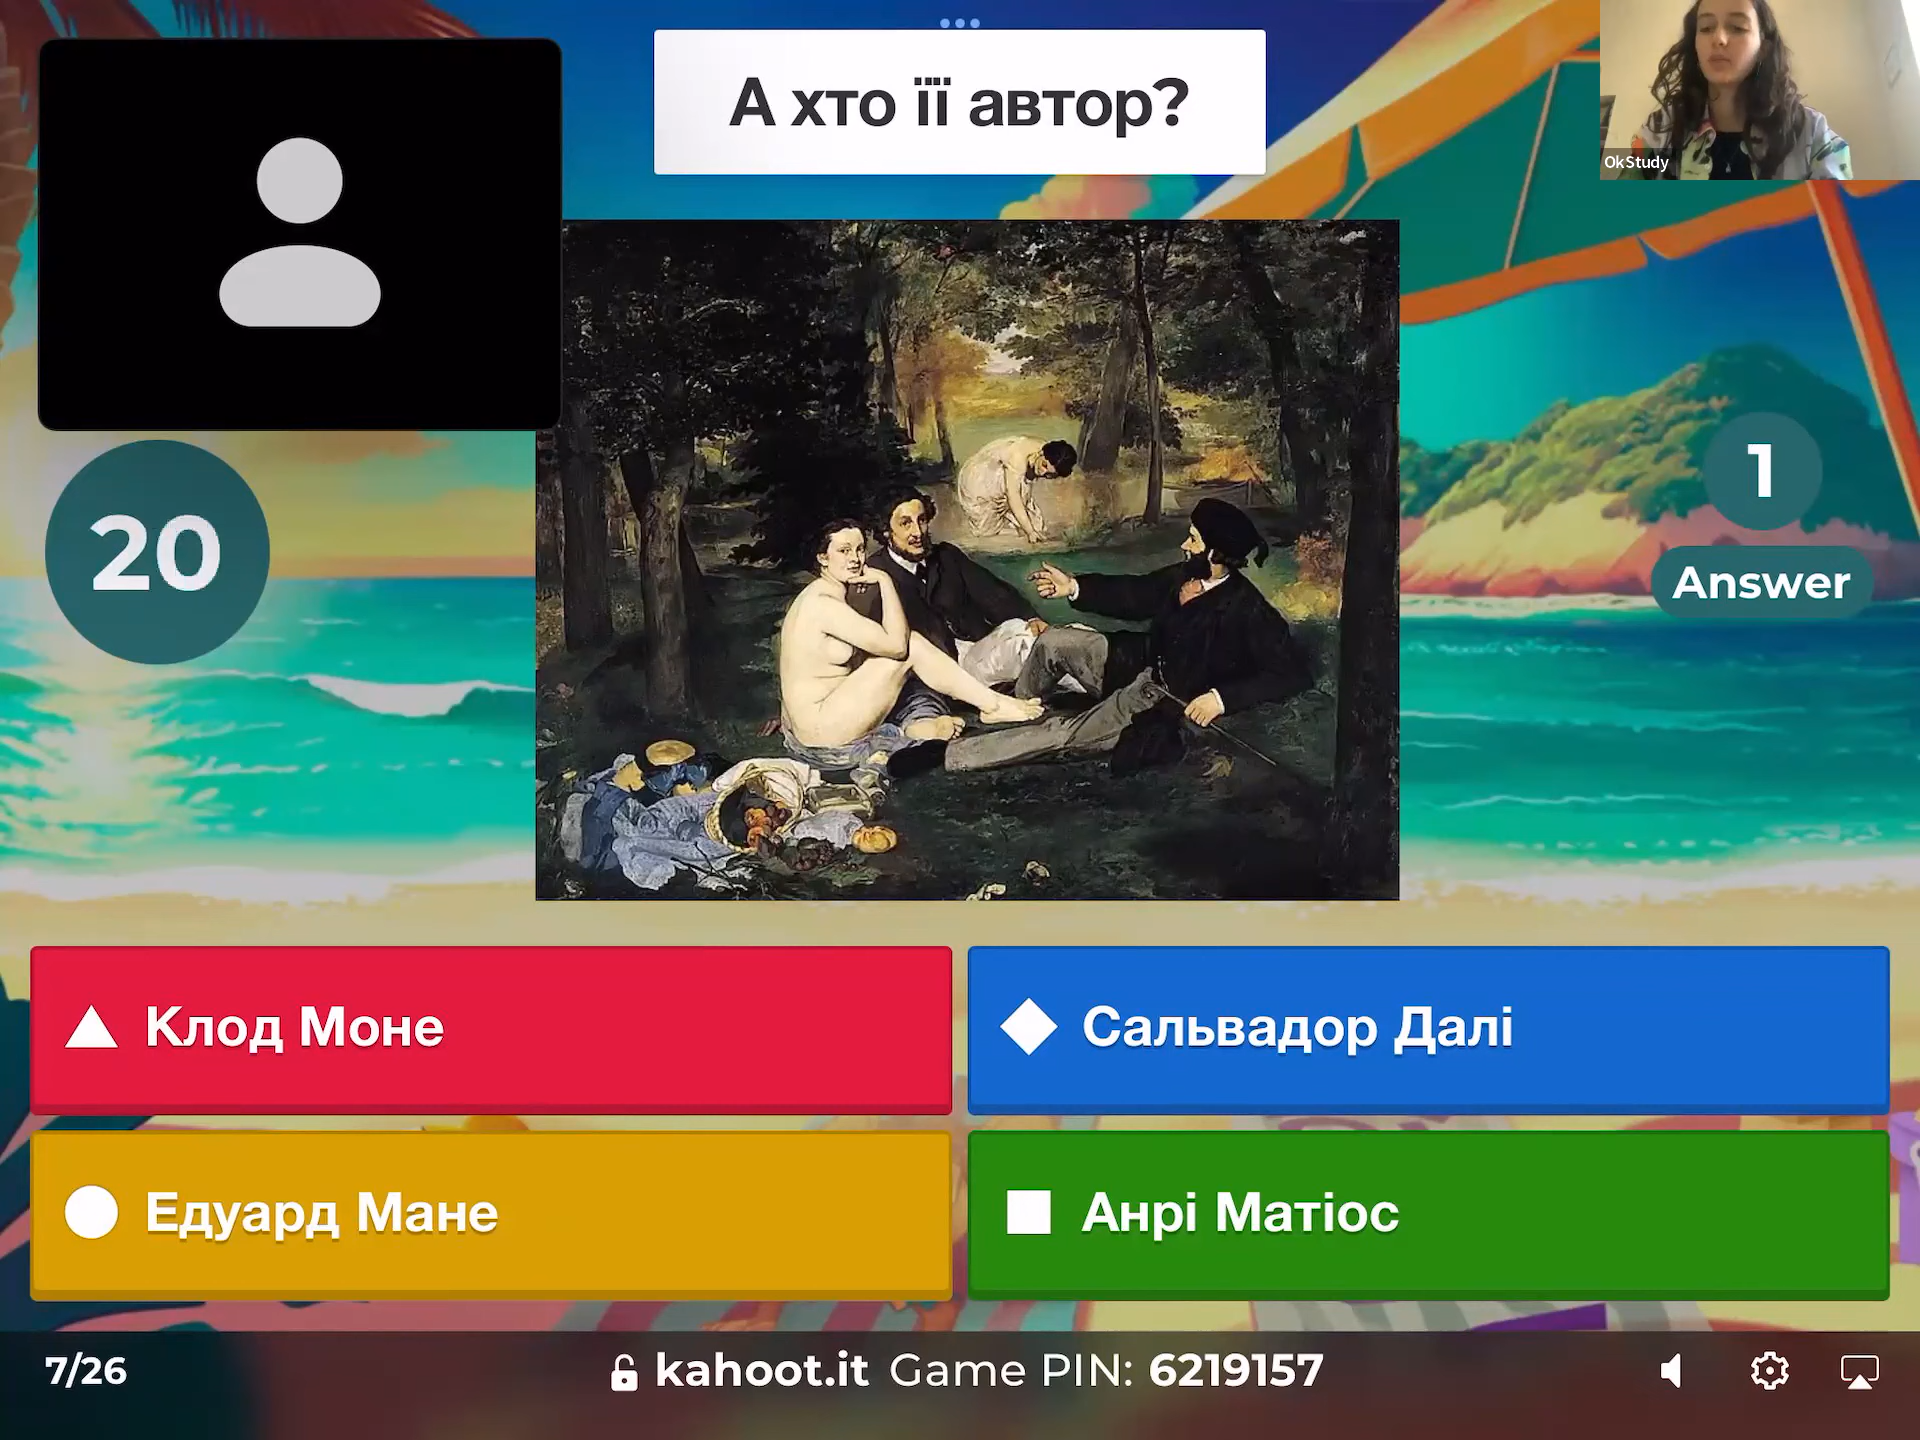 А хто її автор?
OkStudy
20
1
Answer
Клод Моне
Сальвадор Далі
Едуард Мане
Анрі Матіос
7/26
kahoot.it Game PIN: 6219157